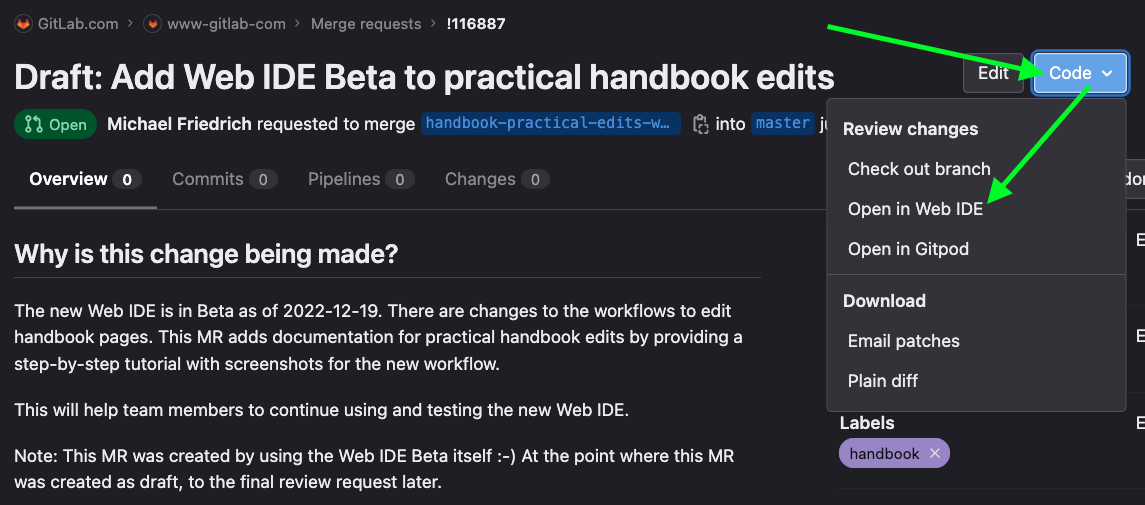 GitLab.com › www-gitlab-com › Merge requests › !116887
Draft: Add Web IDE Beta to practical handbook edits
Edit
Code
Open
Michael Friedrich requested to merge handbook-practical-edits-w… into master
Overview 0
Commits 0
Pipelines 0
Changes 0
Review changes
Check out branch
Open in Web IDE
Open in Gitpod
Download
Email patches
Plain diff
Labels
handbook ×
Why is this change being made?
The new Web IDE is in Beta as of 2022-12-19. There are changes to the workflows to edit
handbook pages. This MR adds documentation for practical handbook edits by providing a
step-by-step tutorial with screenshots for the new workflow.
This will help team members to continue using and testing the new Web IDE.
Note: This MR was created by using the Web IDE Beta itself :-) At the point where this MR
was created as draft, to the final review request later.